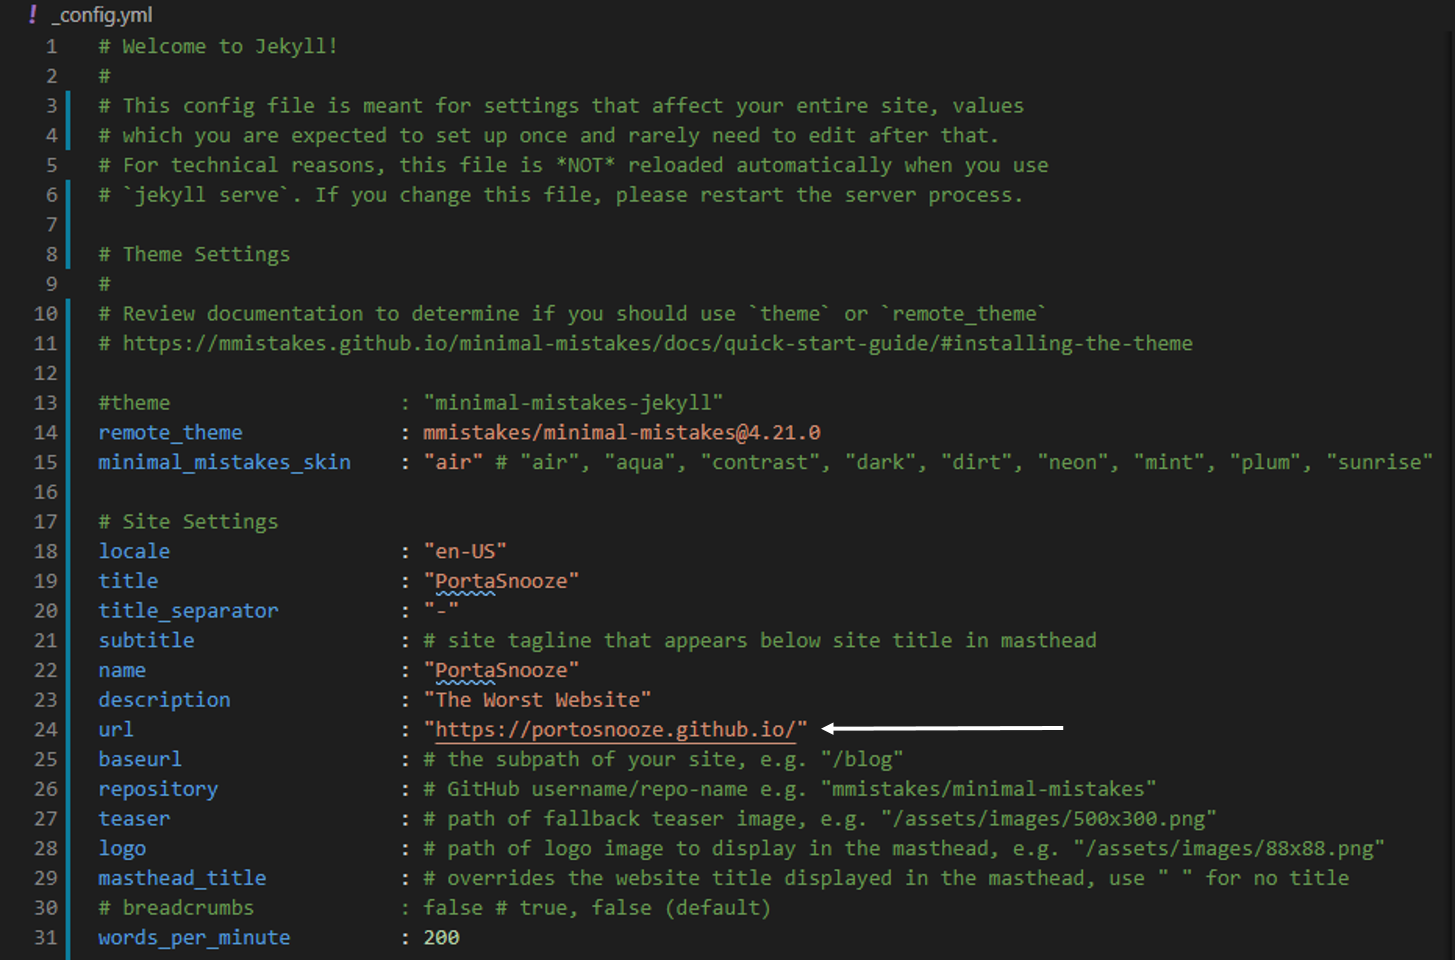 ! _config.yml
1 # Welcome to Jekyll!
2 #
3 # This config file is meant for settings that affect your entire site, values
4 # which you are expected to set up once and rarely need to edit after that.
5 # For technical reasons, this file is *NOT* reloaded automatically when you use
6 # `jekyll serve`. If you change this file, please restart the server process.
7
8 # Theme Settings
9 #
10 # Review documentation to determine if you should use `theme` or `remote_theme`
11 # https://mmistakes.github.io/minimal-mistakes/docs/quick-start-guide/#installing-the-theme
12
13 #theme : "minimal-mistakes-jekyll"
14 remote_theme : mmistakes/minimal-mistakes@4.21.0
15 minimal_mistakes_skin : "air" # "air", "aqua", "contrast", "dark", "dirt", "neon", "mint", "plum", "sunrise"
16
17 # Site Settings
18 locale : "en-US"
19 title : "PortaSnooze"
20 title_separator : "-"
21 subtitle : # site tagline that appears below site title in masthead
22 name : "PortaSnooze"
23 description : "The Worst Website"
24 url : "https://portosnooze.github.io/"
25 baseurl : # the subpath of your site, e.g. "/blog"
26 repository : # GitHub username/repo-name e.g. "mmistakes/minimal-mistakes"
27 teaser : # path of fallback teaser image, e.g. "/assets/images/500x300.png"
28 logo : # path of logo image to display in the masthead, e.g. "/assets/images/88x88.png"
29 masthead_title : # overrides the website title displayed in the masthead, use " " for no title
30 # breadcrumbs : false # true, false (default)
31 words_per_minute : 200